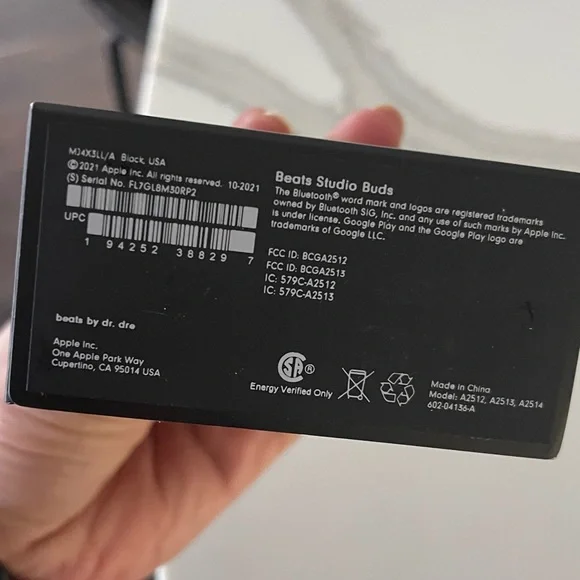 MJ4X3LL/A Black, USA
©2021 Apple Inc. All rights reserved. 10-2021
(S) Serial No. FL7GL8M30RP2
UPC
1 94252 38829 7
Beats Studio Buds
The Bluetooth® word mark and logos are registered trademarks
owned by Bluetooth SIG, Inc. and any use of such marks by Apple Inc.
is under license. Google Play and the Google Play logo are
trademarks of Google LLC.
FCC ID: BCGA2512
FCC ID: BCGA2513
IC: 579C-A2512
IC: 579C-A2513
beats by dr. dre
Apple Inc.
One Apple Park Way
Cupertino, CA 95014 USA
SA®
Energy Verified Only
Made in China
Model: A2512, A2513, A2514
602-04136-A